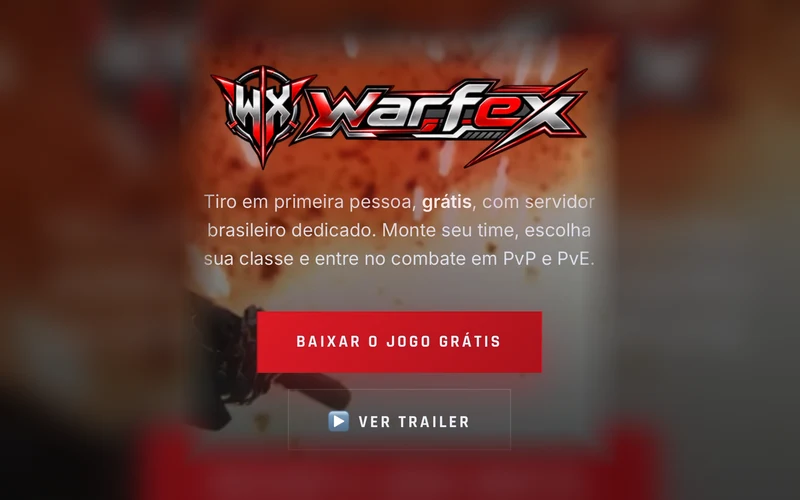 WX warfex
Tiro em primeira pessoa, grátis, com servidor
brasileiro dedicado. Monte seu time, escolha
sua classe e entre no combate em PvP e PvE.
BAIXAR O JOGO GRÁTIS
VER TRAILER